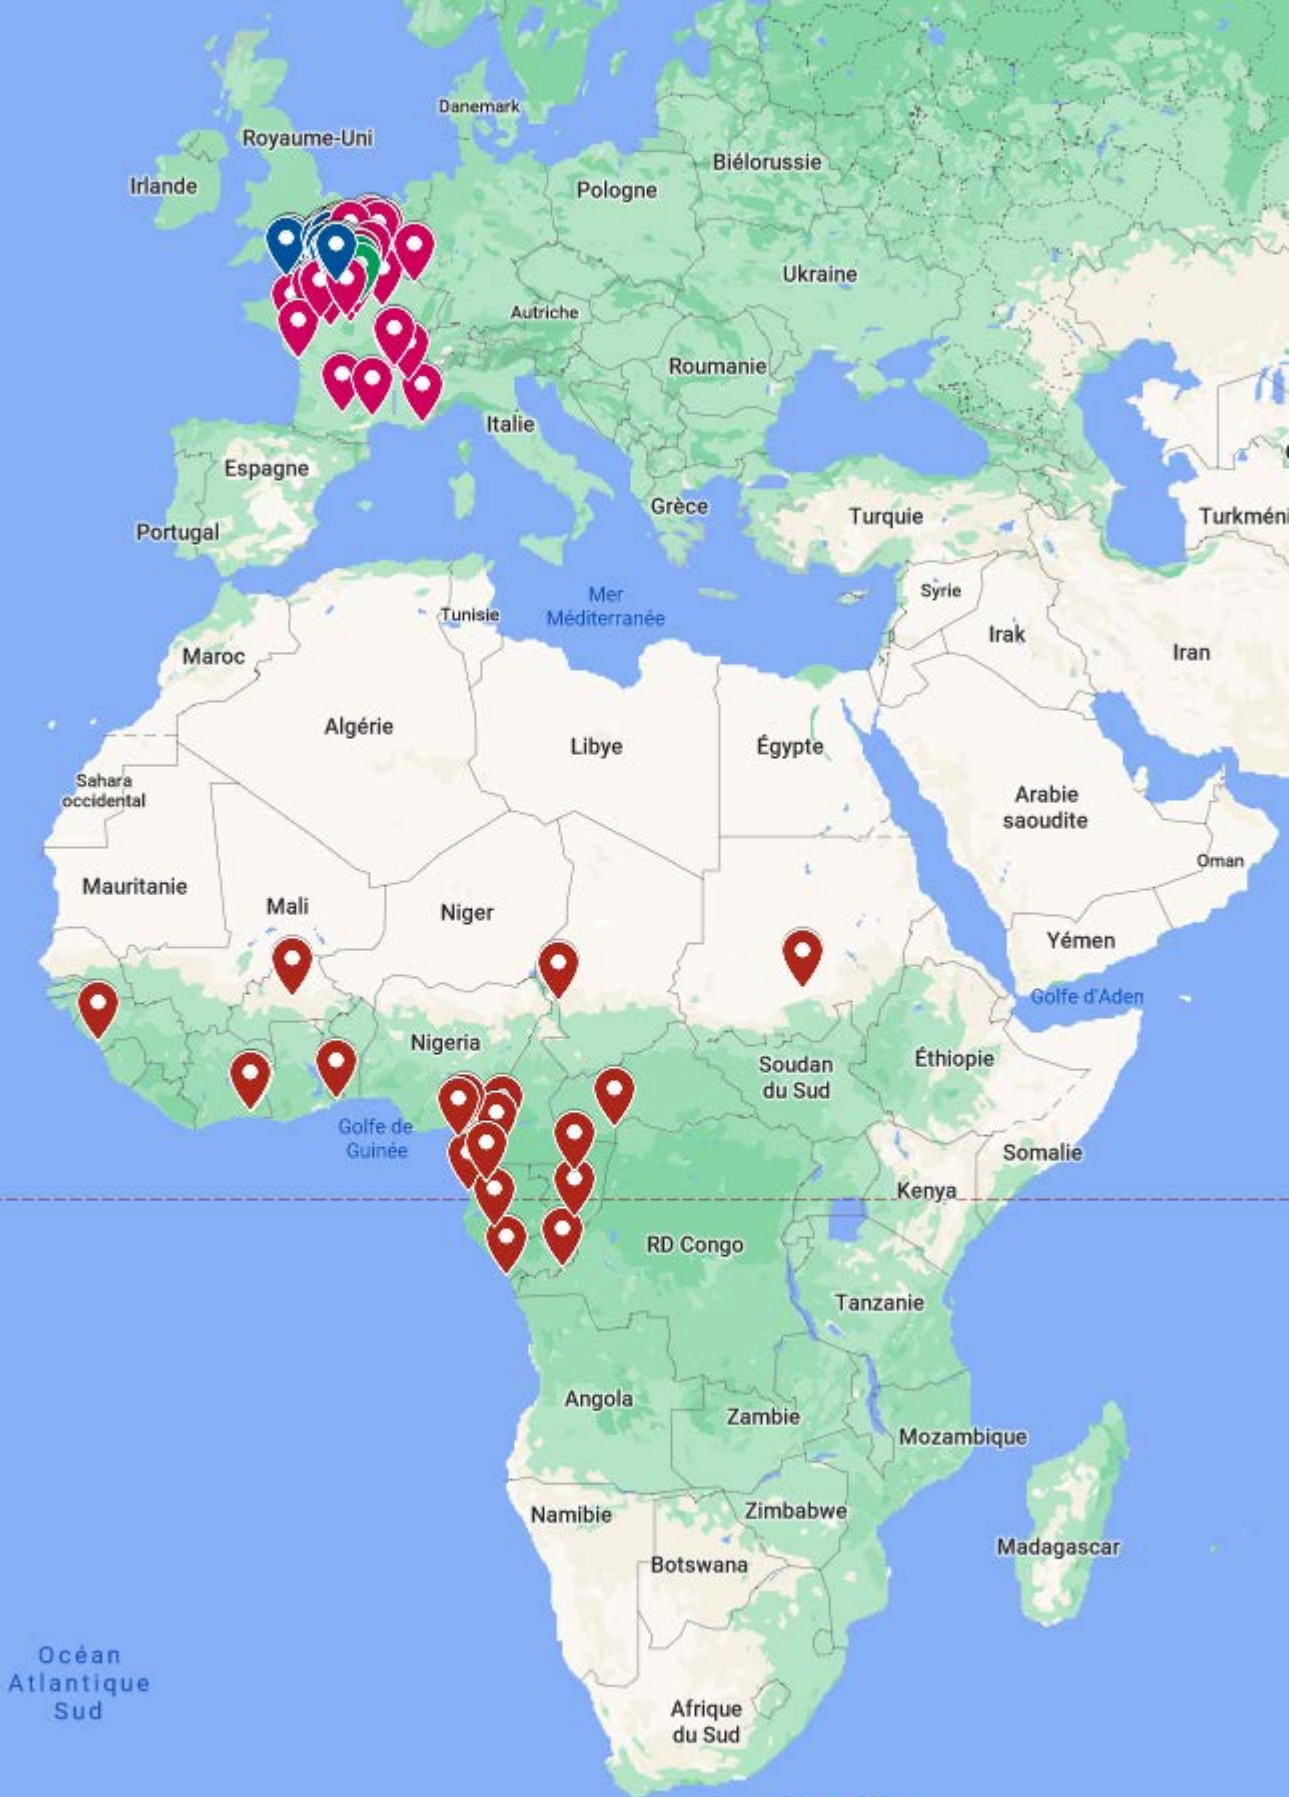 Danemark
Royaume-Uni
Biélorussie
Irlande
Pologne
Ukraine
Autriche
Roumanie
Italie
Espagne
Grèce
Turquie
Turkméni
Portugal
Syrie
Mer
Méditerranée
Tunisie
Irak
Iran
Maroc
Algérie
Libye
Égypte
Sahara
occidental
Arabie
saoudite
Oman
Mauritanie
Mali
Niger
Yémen
Golfe d'Aden
Nigeria
Soudan
du Sud
Éthiopie
Golfe de
Guinée
Somalie
Kenya
RD Congo
Tanzanie
Angola
Zambie
Mozambique
Namibie
Zimbabwe
Madagascar
Botswana
Océan
Atlantique
Sud
Afrique
du Sud